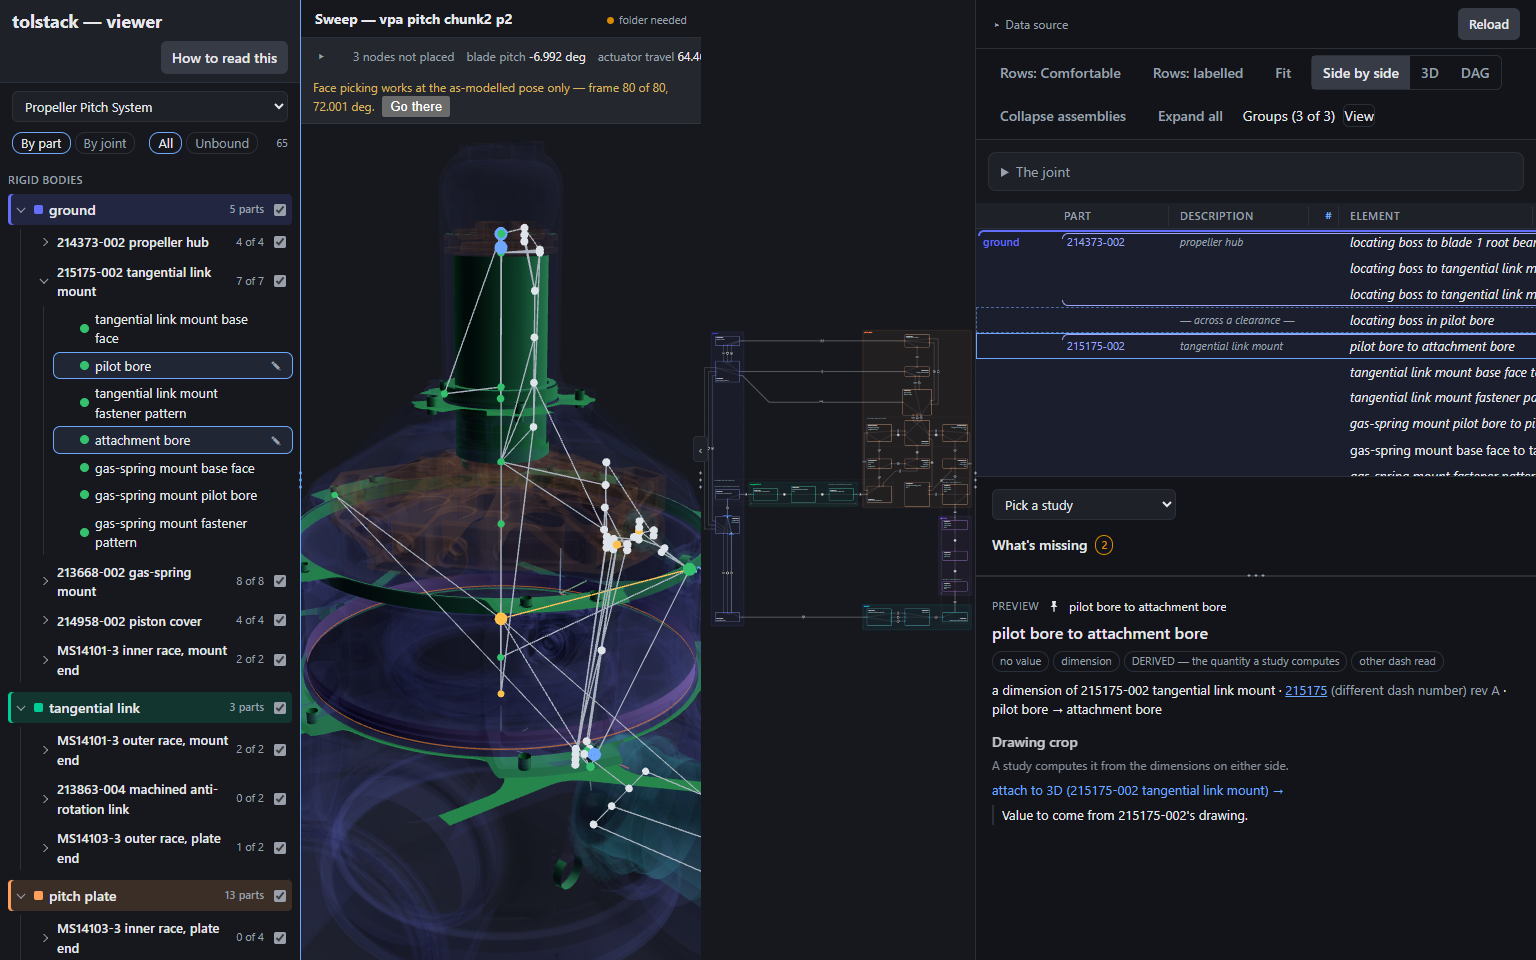 tolstack — viewer
How to read this
Propeller Pitch System
By part By joint All Unbound 65
RIGID BODIES
ground 5 parts
214373-002 propeller hub 4 of 4
215175-002 tangential link mount 7 of 7
tangential link mount base face
pilot bore
tangential link mount fastener pattern
attachment bore
gas-spring mount base face
gas-spring mount pilot bore
gas-spring mount fastener pattern
213668-002 gas-spring mount 8 of 8
214958-002 piston cover 4 of 4
MS14101-3 inner race, mount end 2 of 2
tangential link 3 parts
MS14101-3 outer race, mount end 2 of 2
213863-004 machined anti-rotation link 0 of 2
MS14103-3 outer race, plate end 1 of 2
pitch plate 13 parts
MS14103-3 inner race, plate end 0 of 4
Sweep — vpa pitch chunk2 p2 folder needed
3 nodes not placed blade pitch -6.992 deg actuator travel
Face picking works at the as-modelled pose only — frame 80 of 80,
72.001 deg. Go there
Data source Reload
Rows: Comfortable Rows: labelled Fit Side by side 3D DAG
Collapse assemblies Expand all Groups (3 of 3) View
The joint
PART DESCRIPTION # ELEMENT
ground 214373-002 propeller hub locating boss to blade 1 root
locating boss to tangential link
locating boss to tangential link
— across a clearance — locating boss in pilot bore
215175-002 tangential link mount pilot bore to attachment bore
tangential link mount base face
tangential link mount fastener
gas-spring mount pilot bore to
gas-spring mount base face to
Pick a study
What's missing 2
PREVIEW pilot bore to attachment bore
pilot bore to attachment bore
no value dimension DERIVED — the quantity a study computes other dash read
a dimension of 215175-002 tangential link mount · 215175 (different dash number) rev A ·
pilot bore → attachment bore
Drawing crop
A study computes it from the dimensions on either side.
attach to 3D (215175-002 tangential link mount) →
Value to come from 215175-002's drawing.